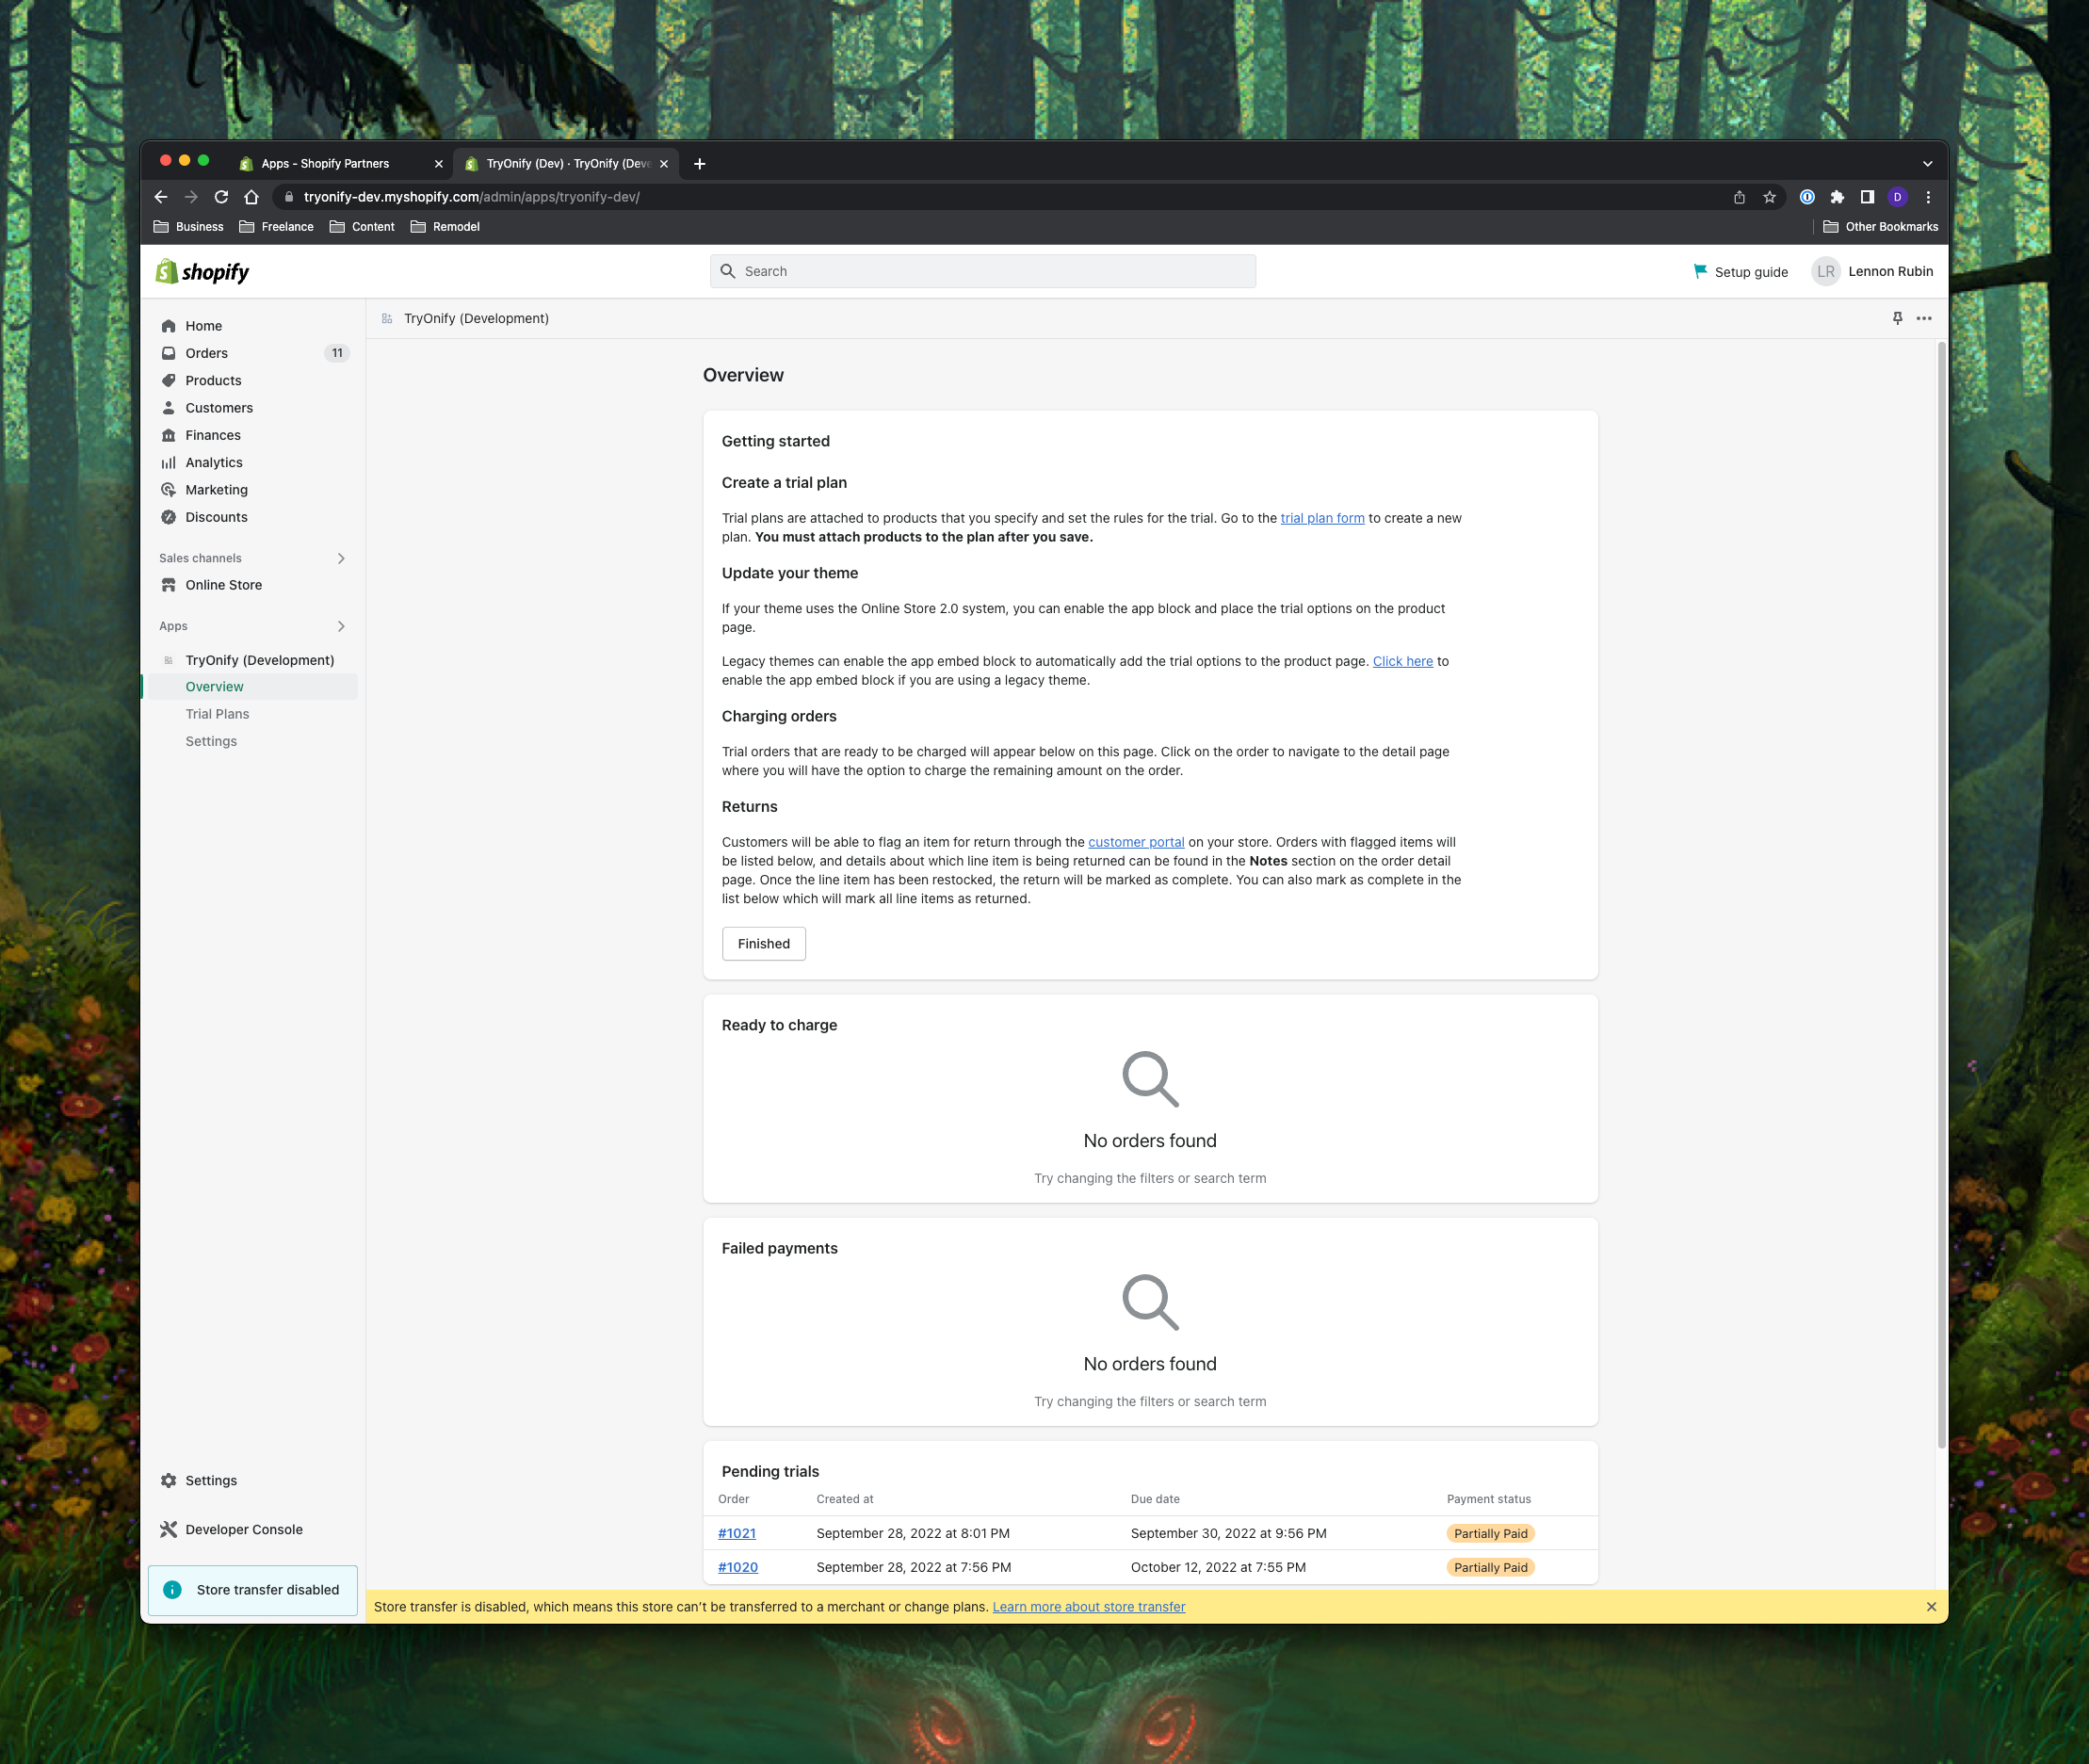 Apps - Shopify Partners
TryOnify (Dev) · TryOnify (Deve
tryonify-dev.myshopify.com/admin/apps/tryonify-dev/
D
Business
Freelance
Content
Remodel
Other Bookmarks
shopify
Search
Setup guide
LR
Lennon Rubin
Home
Orders
11
Products
Customers
Finances
Analytics
Marketing
Discounts
Sales channels
Online Store
Apps
TryOnify (Development)
Overview
Trial Plans
Settings
Settings
Developer Console
Store transfer disabled
TryOnify (Development)
Overview
Getting started
Create a trial plan
Trial plans are attached to products that you specify and set the rules for the trial. Go to the trial plan form to create a new
plan. You must attach products to the plan after you save.
Update your theme
If your theme uses the Online Store 2.0 system, you can enable the app block and place the trial options on the product
page.
Legacy themes can enable the app embed block to automatically add the trial options to the product page. Click here to
enable the app embed block if you are using a legacy theme.
Charging orders
Trial orders that are ready to be charged will appear below on this page. Click on the order to navigate to the detail page
where you will have the option to charge the remaining amount on the order.
Returns
Customers will be able to flag an item for return through the customer portal on your store. Orders with flagged items will
be listed below, and details about which line item is being returned can be found in the Notes section on the order detail
page. Once the line item has been restocked, the return will be marked as complete. You can also mark as complete in the
list below which will mark all line items as returned.
Finished
Ready to charge
No orders found
Try changing the filters or search term
Failed payments
No orders found
Try changing the filters or search term
Pending trials
Order Created at Due date Payment status
#1021 September 28, 2022 at 8:01 PM September 30, 2022 at 9:56 PM Partially Paid
#1020 September 28, 2022 at 7:56 PM October 12, 2022 at 7:55 PM Partially Paid
Store transfer is disabled, which means this store can’t be transferred to a merchant or change plans. Learn more about store transfer